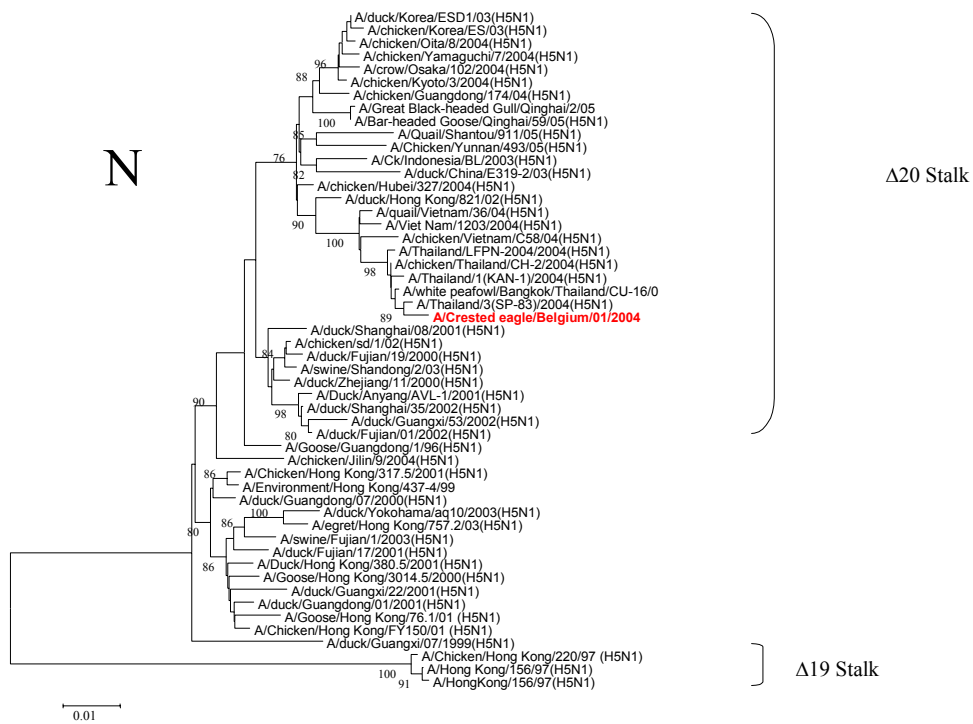 A/duck/Korea/ESD1/03(H5N1)
A/chicken/Korea/ES/03(H5N1)
A/chicken/Oita/8/2004(H5N1)
A/chicken/Yamaguchi/7/2004(H5N1)
96
A/crow/Osaka/102/2004(H5N1)
88
A/chicken/Kyoto/3/2004(H5N1)
A/chicken/Guangdong/174/04(H5N1)
A/Great Black-headed Gull/Qinghai/2/05
100
A/Bar-headed Goose/Qinghai/59/05(H5N1)
85
A/Quail/Shantou/911/05(H5N1)
A/Chicken/Yunnan/493/05(H5N1)
N
76
A/Ck/Indonesia/BL/2003(H5N1)
82
A/duck/China/E319-2/03(H5N1)
Δ20 Stalk
A/chicken/Hubei/327/2004(H5N1)
A/duck/Hong Kong/821/02(H5N1)
A/quail/Vietnam/36/04(H5N1)
90
A/Viet Nam/1203/2004(H5N1)
A/chicken/Vietnam/C58/04(H5N1)
100
A/Thailand/LFPN-2004/2004(H5N1)
A/chicken/Thailand/CH-2/2004(H5N1)
98
A/Thailand/1(KAN-1)/2004(H5N1)
A/white peafowl/Bangkok/Thailand/CU-16/0
A/Thailand/3(SP-83)/2004(H5N1)
89
A/Crested eagle/Belgium/01/2004
A/duck/Shanghai/08/2001(H5N1)
A/chicken/sd/1/02(H5N1)
84
A/duck/Fujian/19/2000(H5N1)
A/swine/Shandong/2/03(H5N1)
A/duck/Zhejiang/11/2000(H5N1)
A/Duck/Anyang/AVL-1/2001(H5N1)
90
A/duck/Shanghai/35/2002(H5N1)
98
A/duck/Guangxi/53/2002(H5N1)
80
A/duck/Fujian/01/2002(H5N1)
A/Goose/Guangdong/1/96(H5N1)
A/chicken/Jilin/9/2004(H5N1)
86
A/Chicken/Hong Kong/317.5/2001(H5N1)
A/Environment/Hong Kong/437-4/99
A/duck/Guangdong/07/2000(H5N1)
100
A/duck/Yokohama/aq10/2003(H5N1)
86
A/egret/Hong Kong/757.2/03(H5N1)
80
A/swine/Fujian/1/2003(H5N1)
A/duck/Fujian/17/2001(H5N1)
86
A/Duck/Hong Kong/380.5/2001(H5N1)
A/Goose/Hong Kong/3014.5/2000(H5N1)
A/duck/Guangxi/22/2001(H5N1)
A/duck/Guangdong/01/2001(H5N1)
A/Goose/Hong Kong/76.1/01 (H5N1)
A/Chicken/Hong Kong/FY150/01 (H5N1)
A/duck/Guangxi/07/1999(H5N1)
A/Chicken/Hong Kong/220/97 (H5N1)
100
A/Hong Kong/156/97(H5N1)
Δ19 Stalk
91
A/HongKong/156/97(H5N1)
0.01